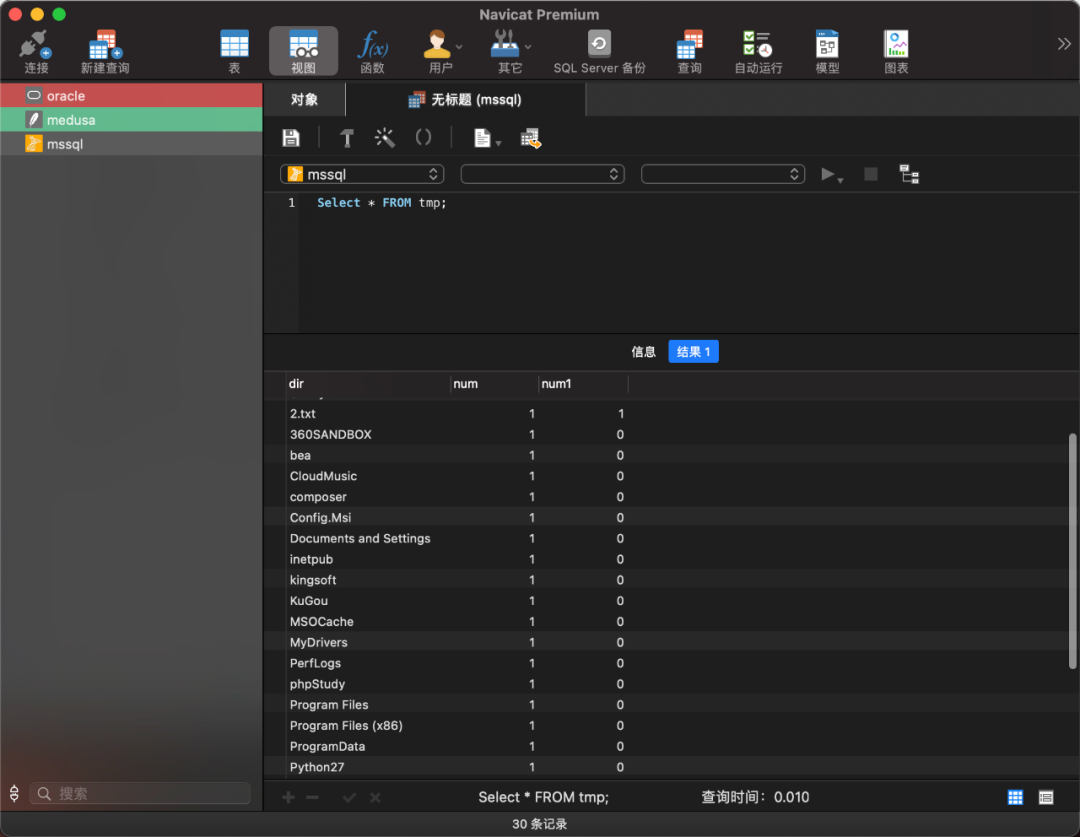 Navicat Premium
连接
新建查询
表
视图
函数
用户
其它
SQL Server 备份
查询
自动运行
模型
图表
oracle
medusa
mssql
对象
无标题 (mssql)
mssql
1 Select * FROM tmp;
信息 结果 1
dir num num1
2.txt 1 1
360SANDBOX 1 0
bea 1 0
CloudMusic 1 0
composer 1 0
Config.Msi 1 0
Documents and Settings 1 0
inetpub 1 0
kingsoft 1 0
KuGou 1 0
MSOCache 1 0
MyDrivers 1 0
PerfLogs 1 0
phpStudy 1 0
Program Files 1 0
Program Files (x86) 1 0
ProgramData 1 0
Python27 1 0
搜索
Select * FROM tmp; 查询时间：0.010
30 条记录